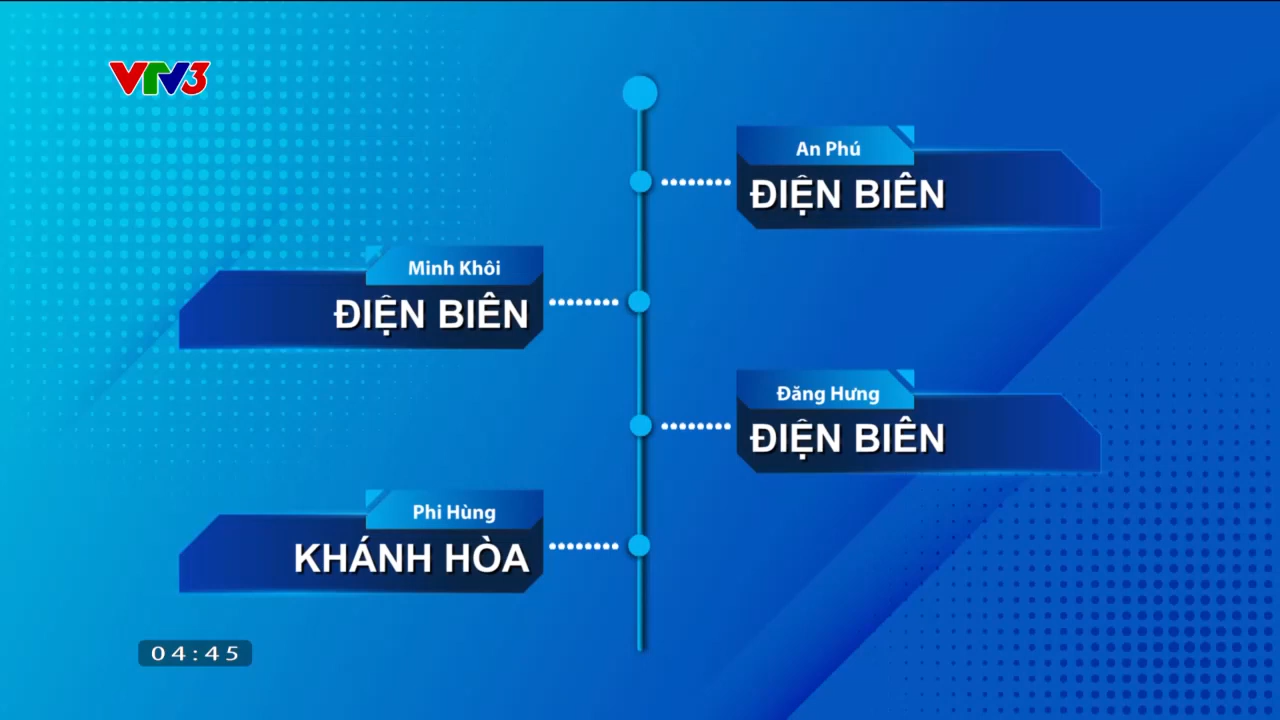 VTV3
An Phú
ĐIỆN BIÊN
Minh Khôi
ĐIỆN BIÊN
Đăng Hưng
ĐIỆN BIÊN
Phi Hùng
KHÁNH HÒA
04:45